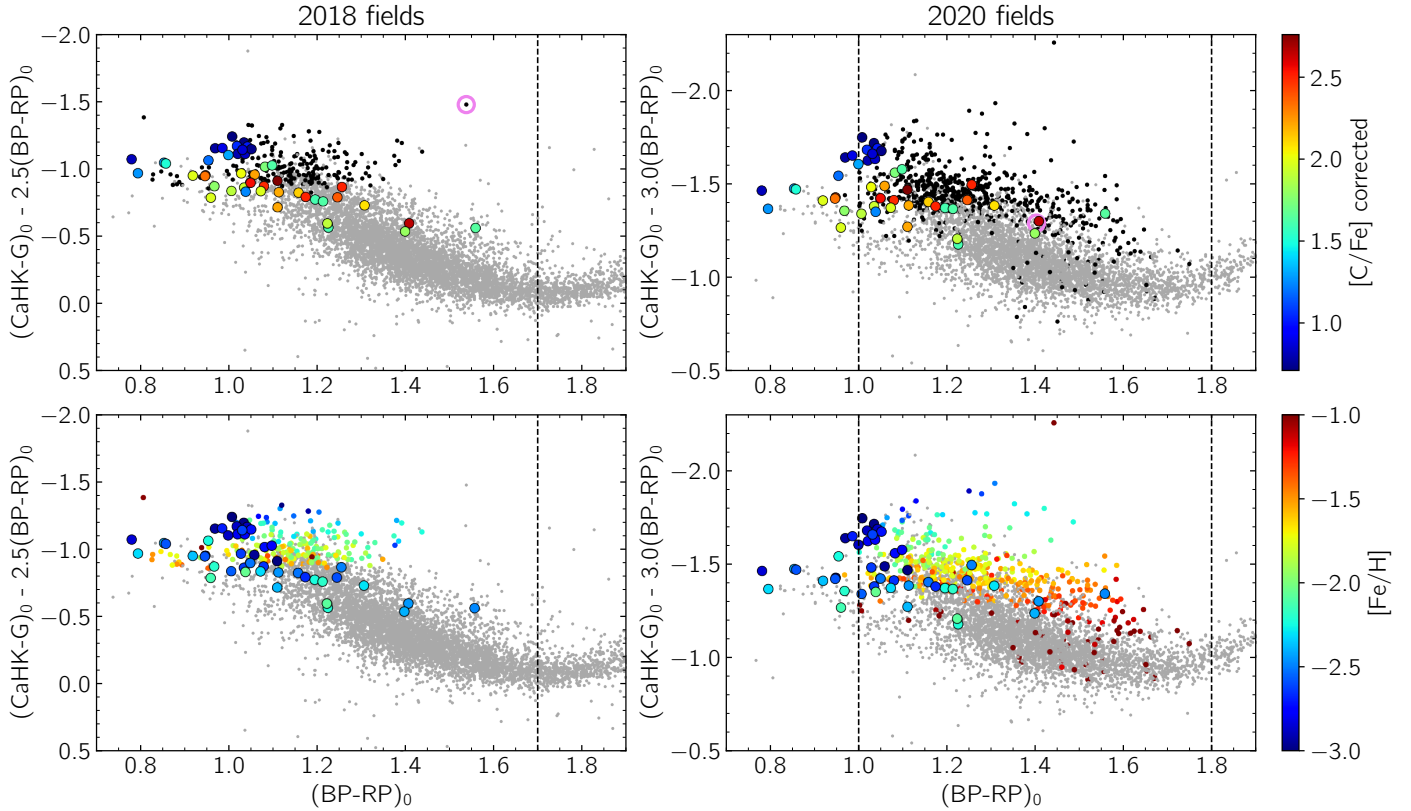 2018 fields
2020 fields
−2.0
−1.5
−1.0
−0.5
0.0
0.5
(CaHK-G)₀ - 2.5(BP-RP)₀
0.8 1.0 1.2 1.4 1.6
−2.0
−1.5
−1.0
−0.5
(CaHK-G)₀ - 3.0(BP-RP)₀
0.8 1.0 1.2 1.4 1.6 1.8
2.5
2.0
1.5
1.0
[C/Fe] corrected
−2.0
−1.5
−1.0
−0.5
0.0
0.5
(CaHK-G)₀ - 2.5(BP-RP)₀
0.8 1.0 1.2 1.4 1.6
(BP-RP)₀
−2.0
−1.5
−1.0
−0.5
(CaHK-G)₀ - 3.0(BP-RP)₀
0.8 1.0 1.2 1.4 1.6 1.8
(BP-RP)₀
−1.0
−1.5
−2.0
−2.5
−3.0
[Fe/H]